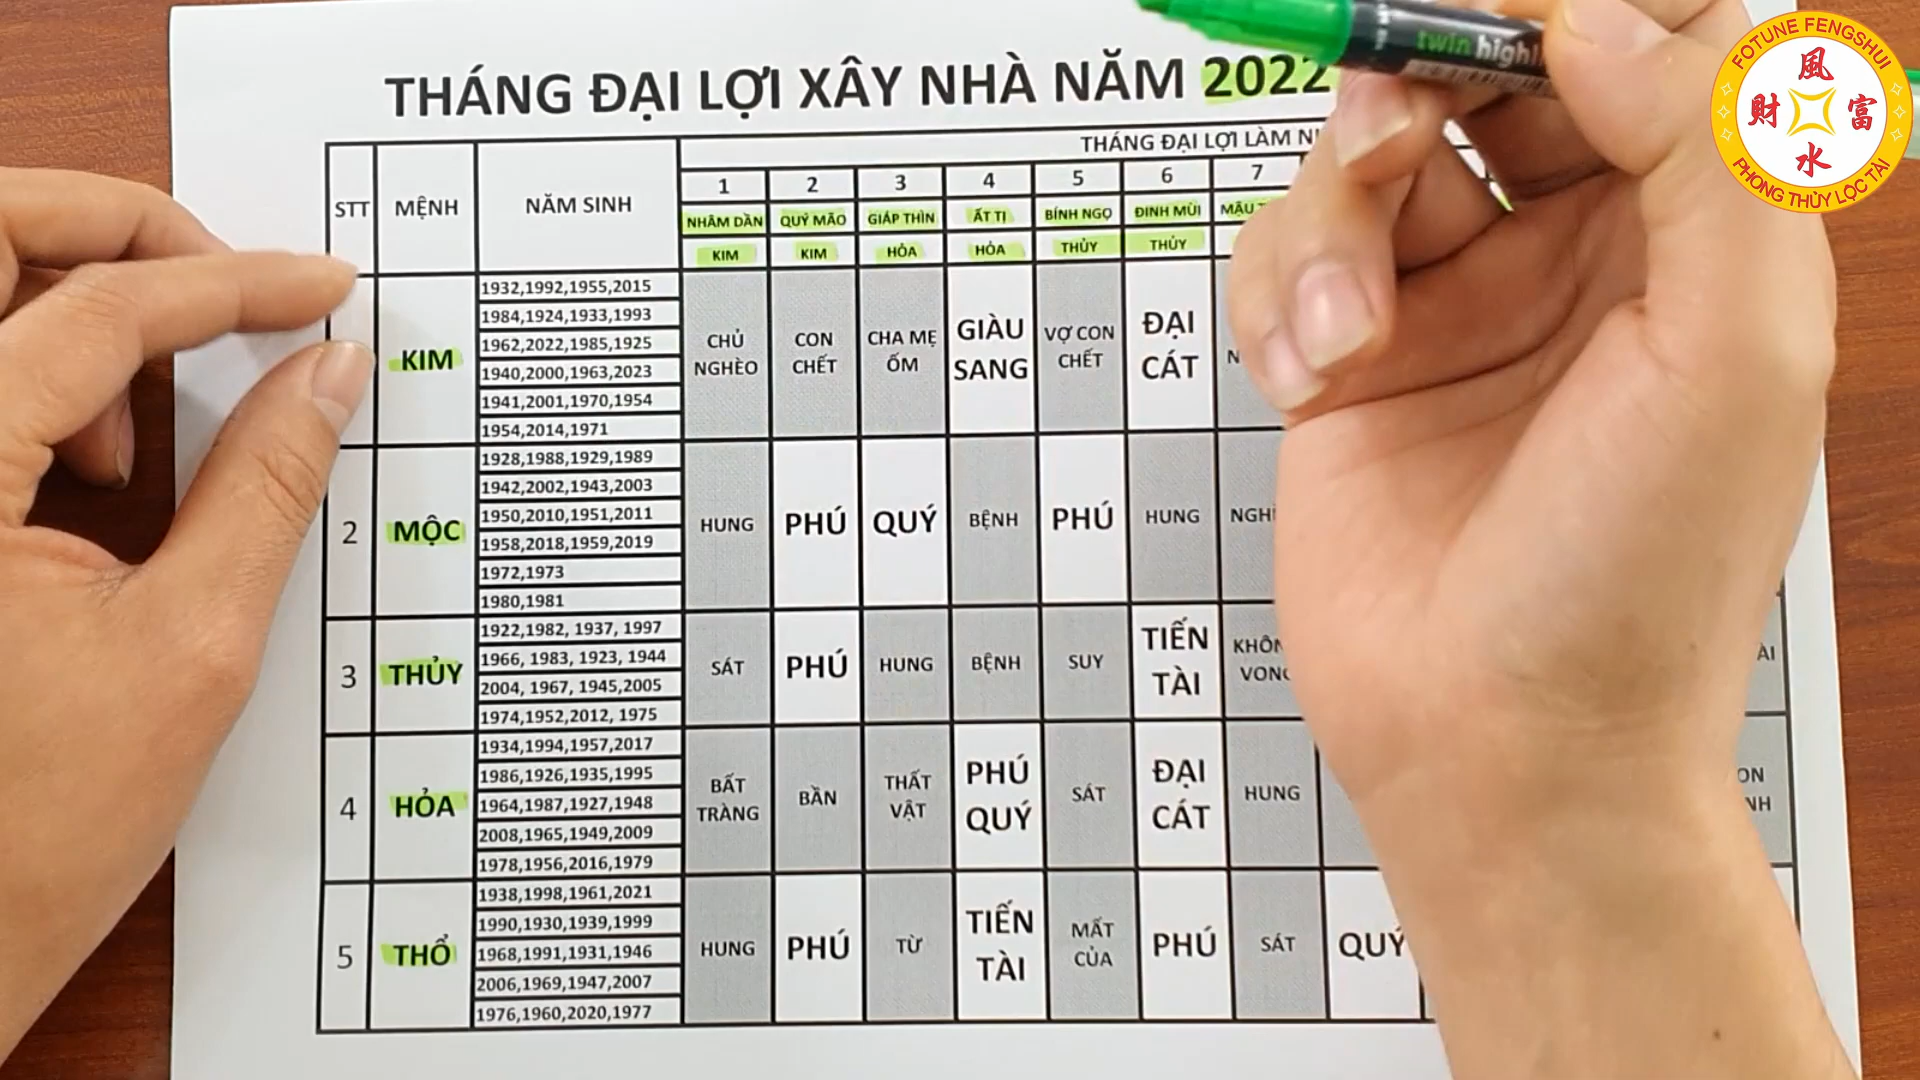 THÁNG ĐẠI LỢI XÂY NHÀ NĂM 2022
twin highl
FOTUNE FENGSHUI
風
財 富
水
PHONG THỦY LỘC TÀI
STT MỆNH NĂM SINH
THÁNG ĐẠI LỢI LÀM
1 2 3 4 5 6 7
NHÂM DẦN QUÝ MÃO GIÁP THÌN ẤT TỊ BÍNH NGỌ ĐINH MÙI MẬU
KIM KIM HỎA HỎA THỦY THỦY
KIM
1932,1992,1955,2015
1984,1924,1933,1993
1962,2022,1985,1925
1940,2000,1963,2023
1941,2001,1970,1954
1954,2014,1971
CHỦ NGHÈO
CON CHẾT
CHA MẸ ỐM
GIÀU SANG
VỢ CON CHẾT
ĐẠI CÁT
2 MỘC
1928,1988,1929,1989
1942,2002,1943,2003
1950,2010,1951,2011
1958,2018,1959,2019
1972,1973
1980,1981
HUNG PHÚ QUÝ BỆNH PHÚ HUNG NGH
3 THỦY
1922,1982, 1937, 1997
1966, 1983, 1923, 1944
2004, 1967, 1945,2005
1974,1952,2012, 1975
SÁT PHÚ HUNG BỆNH SUY
TIẾN TÀI
KHÔN
VONG
ÀI
4 HỎA
1934,1994,1957,2017
1986,1926,1935,1995
1964,1987,1927,1948
2008,1965,1949,2009
1978,1956,2016,1979
BẤT TRÀNG
BẦN
THẤT VẬT
PHÚ QUÝ
SÁT
ĐẠI CÁT
HUNG
ON
NH
5 THỔ
1938,1998,1961,2021
1990,1930,1939,1999
1968,1991,1931,1946
2006,1969,1947,2007
1976,1960,2020,1977
HUNG PHÚ TỪ
TIẾN TÀI
MẤT CỦA
PHÚ SÁT QUÝ